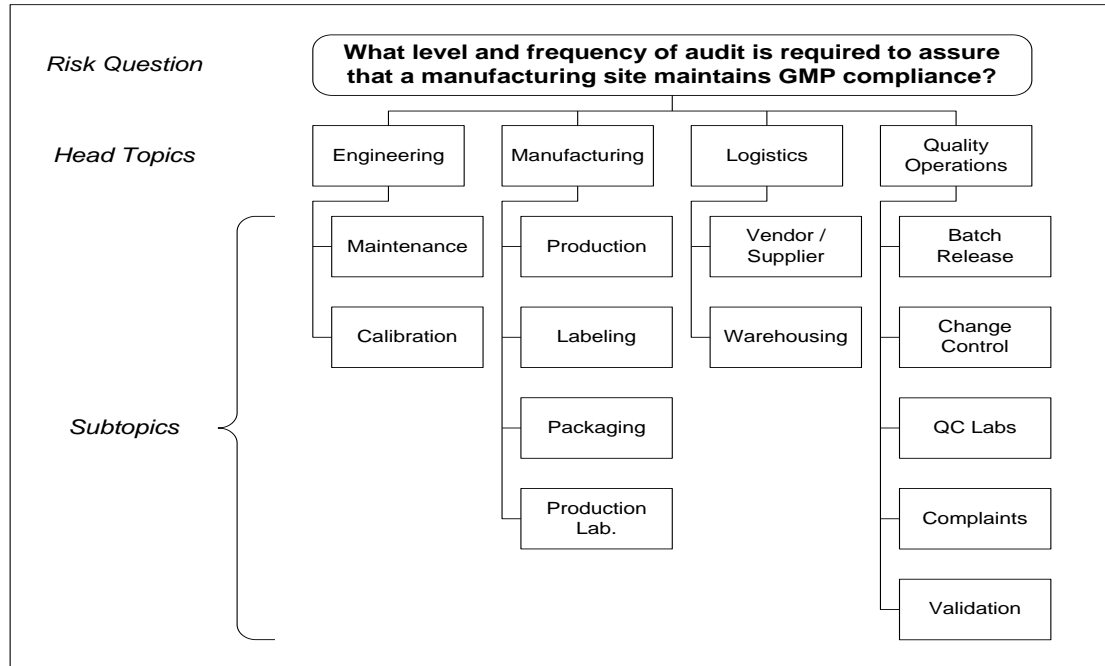 Risk Question
What level and frequency of audit is required to assure
that a manufacturing site maintains GMP compliance?
Head Topics
Engineering
Manufacturing
Logistics
Quality
Operations
Subtopics
Maintenance
Calibration
Production
Labeling
Packaging
Production
Lab.
Vendor /
Supplier
Warehousing
Batch
Release
Change
Control
QC Labs
Complaints
Validation